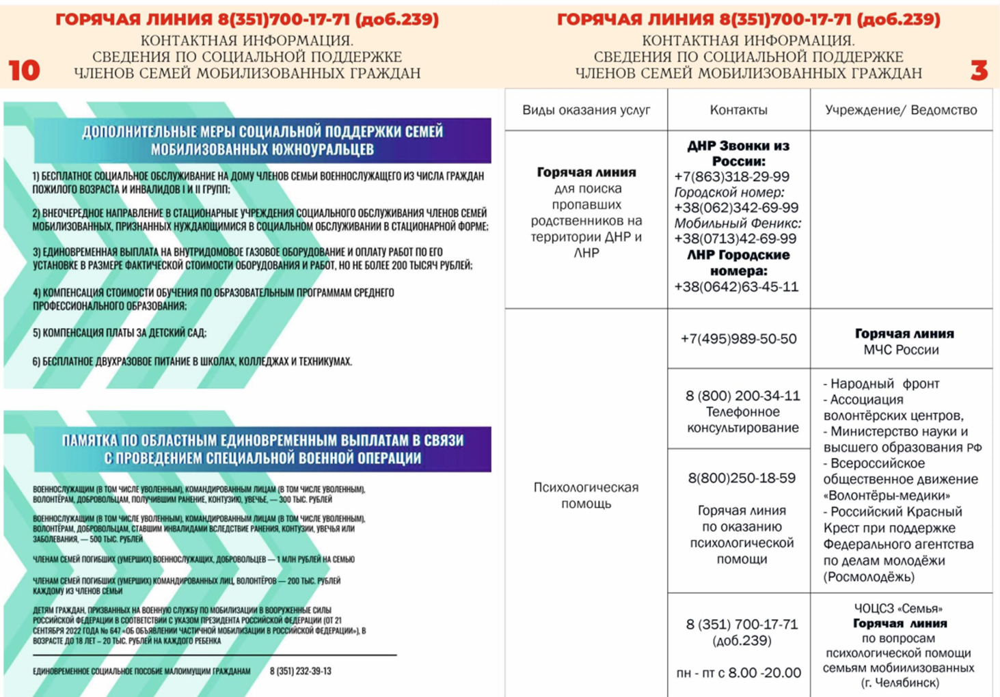 ГОРЯЧАЯ ЛИНИЯ 8(351)700-17-71 (доб.239)
КОНТАКТНАЯ ИНФОРМАЦИЯ.
СВЕДЕНИЯ ПО СОЦИАЛЬНОЙ ПОДДЕРЖКЕ
ЧЛЕНОВ СЕМЕЙ МОБИЛИЗОВАННЫХ ГРАЖДАН
10
ДОПОЛНИТЕЛЬНЫЕ МЕРЫ СОЦИАЛЬНОЙ ПОДДЕРЖКИ СЕМЕЙ
МОБИЛИЗОВАННЫХ ЮЖНОУРАЛЬЦЕВ
1) БЕСПЛАТНОЕ СОЦИАЛЬНОЕ ОБСЛУЖИВАНИЕ НА ДОМУ ЧЛЕНОВ СЕМЬИ ВОЕННОСЛУЖАЩЕГО ИЗ ЧИСЛА ГРАЖДАН
ПОЖИЛОГО ВОЗРАСТА И ИНВАЛИДОВ I И II ГРУПП;
2) ВНЕОЧЕРЕДНОЕ НАПРАВЛЕНИЕ В СТАЦИОНАРНЫЕ УЧРЕЖДЕНИЯ СОЦИАЛЬНОГО ОБСЛУЖИВАНИЯ ЧЛЕНОВ СЕМЕЙ
МОБИЛИЗОВАННЫХ, ПРИЗНАННЫХ НУЖДАЮЩИМИСЯ В СОЦИАЛЬНОМ ОБСЛУЖИВАНИИ В СТАЦИОНАРНОЙ ФОРМЕ;
3) ЕДИНОВРЕМЕННАЯ ВЫПЛАТА НА ВНУТРИДОМОВОЕ ГАЗОВОЕ ОБОРУДОВАНИЕ И ОПЛАТУ РАБОТ ПО ЕГО
УСТАНОВКЕ В РАЗМЕРЕ ФАКТИЧЕСКОЙ СТОИМОСТИ ОБОРУДОВАНИЯ И РАБОТ, НО НЕ БОЛЕЕ 200 ТЫСЯЧ РУБЛЕЙ;
4) КОМПЕНСАЦИЯ СТОИМОСТИ ОБУЧЕНИЯ ПО ОБРАЗОВАТЕЛЬНЫМ ПРОГРАММАМ СРЕДНЕГО
ПРОФЕССИОНАЛЬНОГО ОБРАЗОВАНИЯ;
5) КОМПЕНСАЦИЯ ПЛАТЫ ЗА ДЕТСКИЙ САД;
6) БЕСПЛАТНОЕ ДВУХРАЗОВОЕ ПИТАНИЕ В ШКОЛАХ, КОЛЛЕДЖАХ И ТЕХНИКУМАХ.
ПАМЯТКА ПО ОБЛАСТНЫМ ЕДИНОВРЕМЕННЫМ ВЫПЛАТАМ В СВЯЗИ
С ПРОВЕДЕНИЕМ СПЕЦИАЛЬНОЙ ВОЕННОЙ ОПЕРАЦИИ
ВОЕННОСЛУЖАЩИМ (В ТОМ ЧИСЛЕ УВОЛЕННЫМ), КОМАНДИРОВАННЫМ ЛИЦАМ (В ТОМ ЧИСЛЕ УВОЛЕННЫМ),
ВОЛОНТЁРАМ, ДОБРОВОЛЬЦАМ, ПОЛУЧИВШИМ РАНЕНИЕ, КОНТУЗИЮ, УВЕЧЬЕ, — 300 ТЫС. РУБЛЕЙ
ВОЕННОСЛУЖАЩИМ (В ТОМ ЧИСЛЕ УВОЛЕННЫМ), КОМАНДИРОВАННЫМ ЛИЦАМ (В ТОМ ЧИСЛЕ УВОЛЕННЫМ),
ВОЛОНТЁРАМ, ДОБРОВОЛЬЦАМ, СТАВШИМ ИНВАЛИДАМИ ВСЛЕДСТВИЕ РАНЕНИЯ, КОНТУЗИИ, УВЕЧЬЯ ИЛИ
ЗАБОЛЕВАНИЯ, — 500 ТЫС. РУБЛЕЙ
ЧЛЕНАМ СЕМЕЙ ПОГИБШИХ (УМЕРШИХ) ВОЕННОСЛУЖАЩИХ, ДОБРОВОЛЬЦЕВ — 1 МЛН РУБЛЕЙ НА СЕМЬЮ
ЧЛЕНАМ СЕМЕЙ ПОГИБШИХ (УМЕРШИХ) КОМАНДИРОВАННЫХ ЛИЦ, ВОЛОНТЁРОВ — 200 ТЫС. РУБЛЕЙ
КАЖДОМУ ИЗ ЧЛЕНОВ СЕМЬИ
ДЕТЯМ ГРАЖДАН, ПРИЗВАННЫХ НА ВОЕННУЮ СЛУЖБУ ПО МОБИЛИЗАЦИИ В ВООРУЖЕННЫЕ СИЛЫ
РОССИЙСКОЙ ФЕДЕРАЦИИ В СООТВЕТСТВИИ С УКАЗОМ ПРЕЗИДЕНТА РОССИЙСКОЙ ФЕДЕРАЦИИ (ОТ 21
СЕНТЯБРЯ 2022 ГОДА № 647 «ОБ ОБЪЯВЛЕНИИ ЧАСТИЧНОЙ МОБИЛИЗАЦИИ В РОССИЙСКОЙ ФЕДЕРАЦИИ»), В
ВОЗРАСТЕ ДО 18 ЛЕТ – 20 ТЫС. РУБЛЕЙ НА КАЖДОГО РЕБЕНКА
ЕДИНОВРЕМЕННОЕ СОЦИАЛЬНОЕ ПОСОБИЕ МАЛОИМУЩИМ ГРАЖДАНАМ 8 (351) 232-39-13
ГОРЯЧАЯ ЛИНИЯ 8(351)700-17-71 (доб.239)
КОНТАКТНАЯ ИНФОРМАЦИЯ.
СВЕДЕНИЯ ПО СОЦИАЛЬНОЙ ПОДДЕРЖКЕ
ЧЛЕНОВ СЕМЕЙ МОБИЛИЗОВАННЫХ ГРАЖДАН
3
Виды оказания услуг
Контакты
Учреждение/ Ведомство
Горячая линия
для поиска
пропавших
родственников на
территории ДНР и
ЛНР
ДНР Звонки из
России:
+7(863)318-29-99
Городской номер:
+38(062)342-69-99
Мобильный Феникс:
+38(0713)42-69-99
ЛНР Городские
номера:
+38(0642)63-45-11
Психологическая
помощь
+7(495)989-50-50
Горячая линия
МЧС России
8 (800) 200-34-11
Телефонное
консультирование
8(800)250-18-59
Горячая линия
по оказанию
психологической
помощи
- Народный фронт
- Ассоциация
волонтёрских центров,
- Министерство науки и
высшего образования РФ
- Всероссийское
общественное движение
«Волонтёры-медики»
- Российский Красный
Крест при поддержке
Федерального агентства
по делам молодёжи
(Росмолодёжь)
8 (351) 700-17-71
(доб.239)
пн - пт с 8.00 -20.00
ЧОЦСЗ «Семья»
Горячая линия
по вопросам
психологической помощи
семьям мобиилизованных
(г. Челябинск)